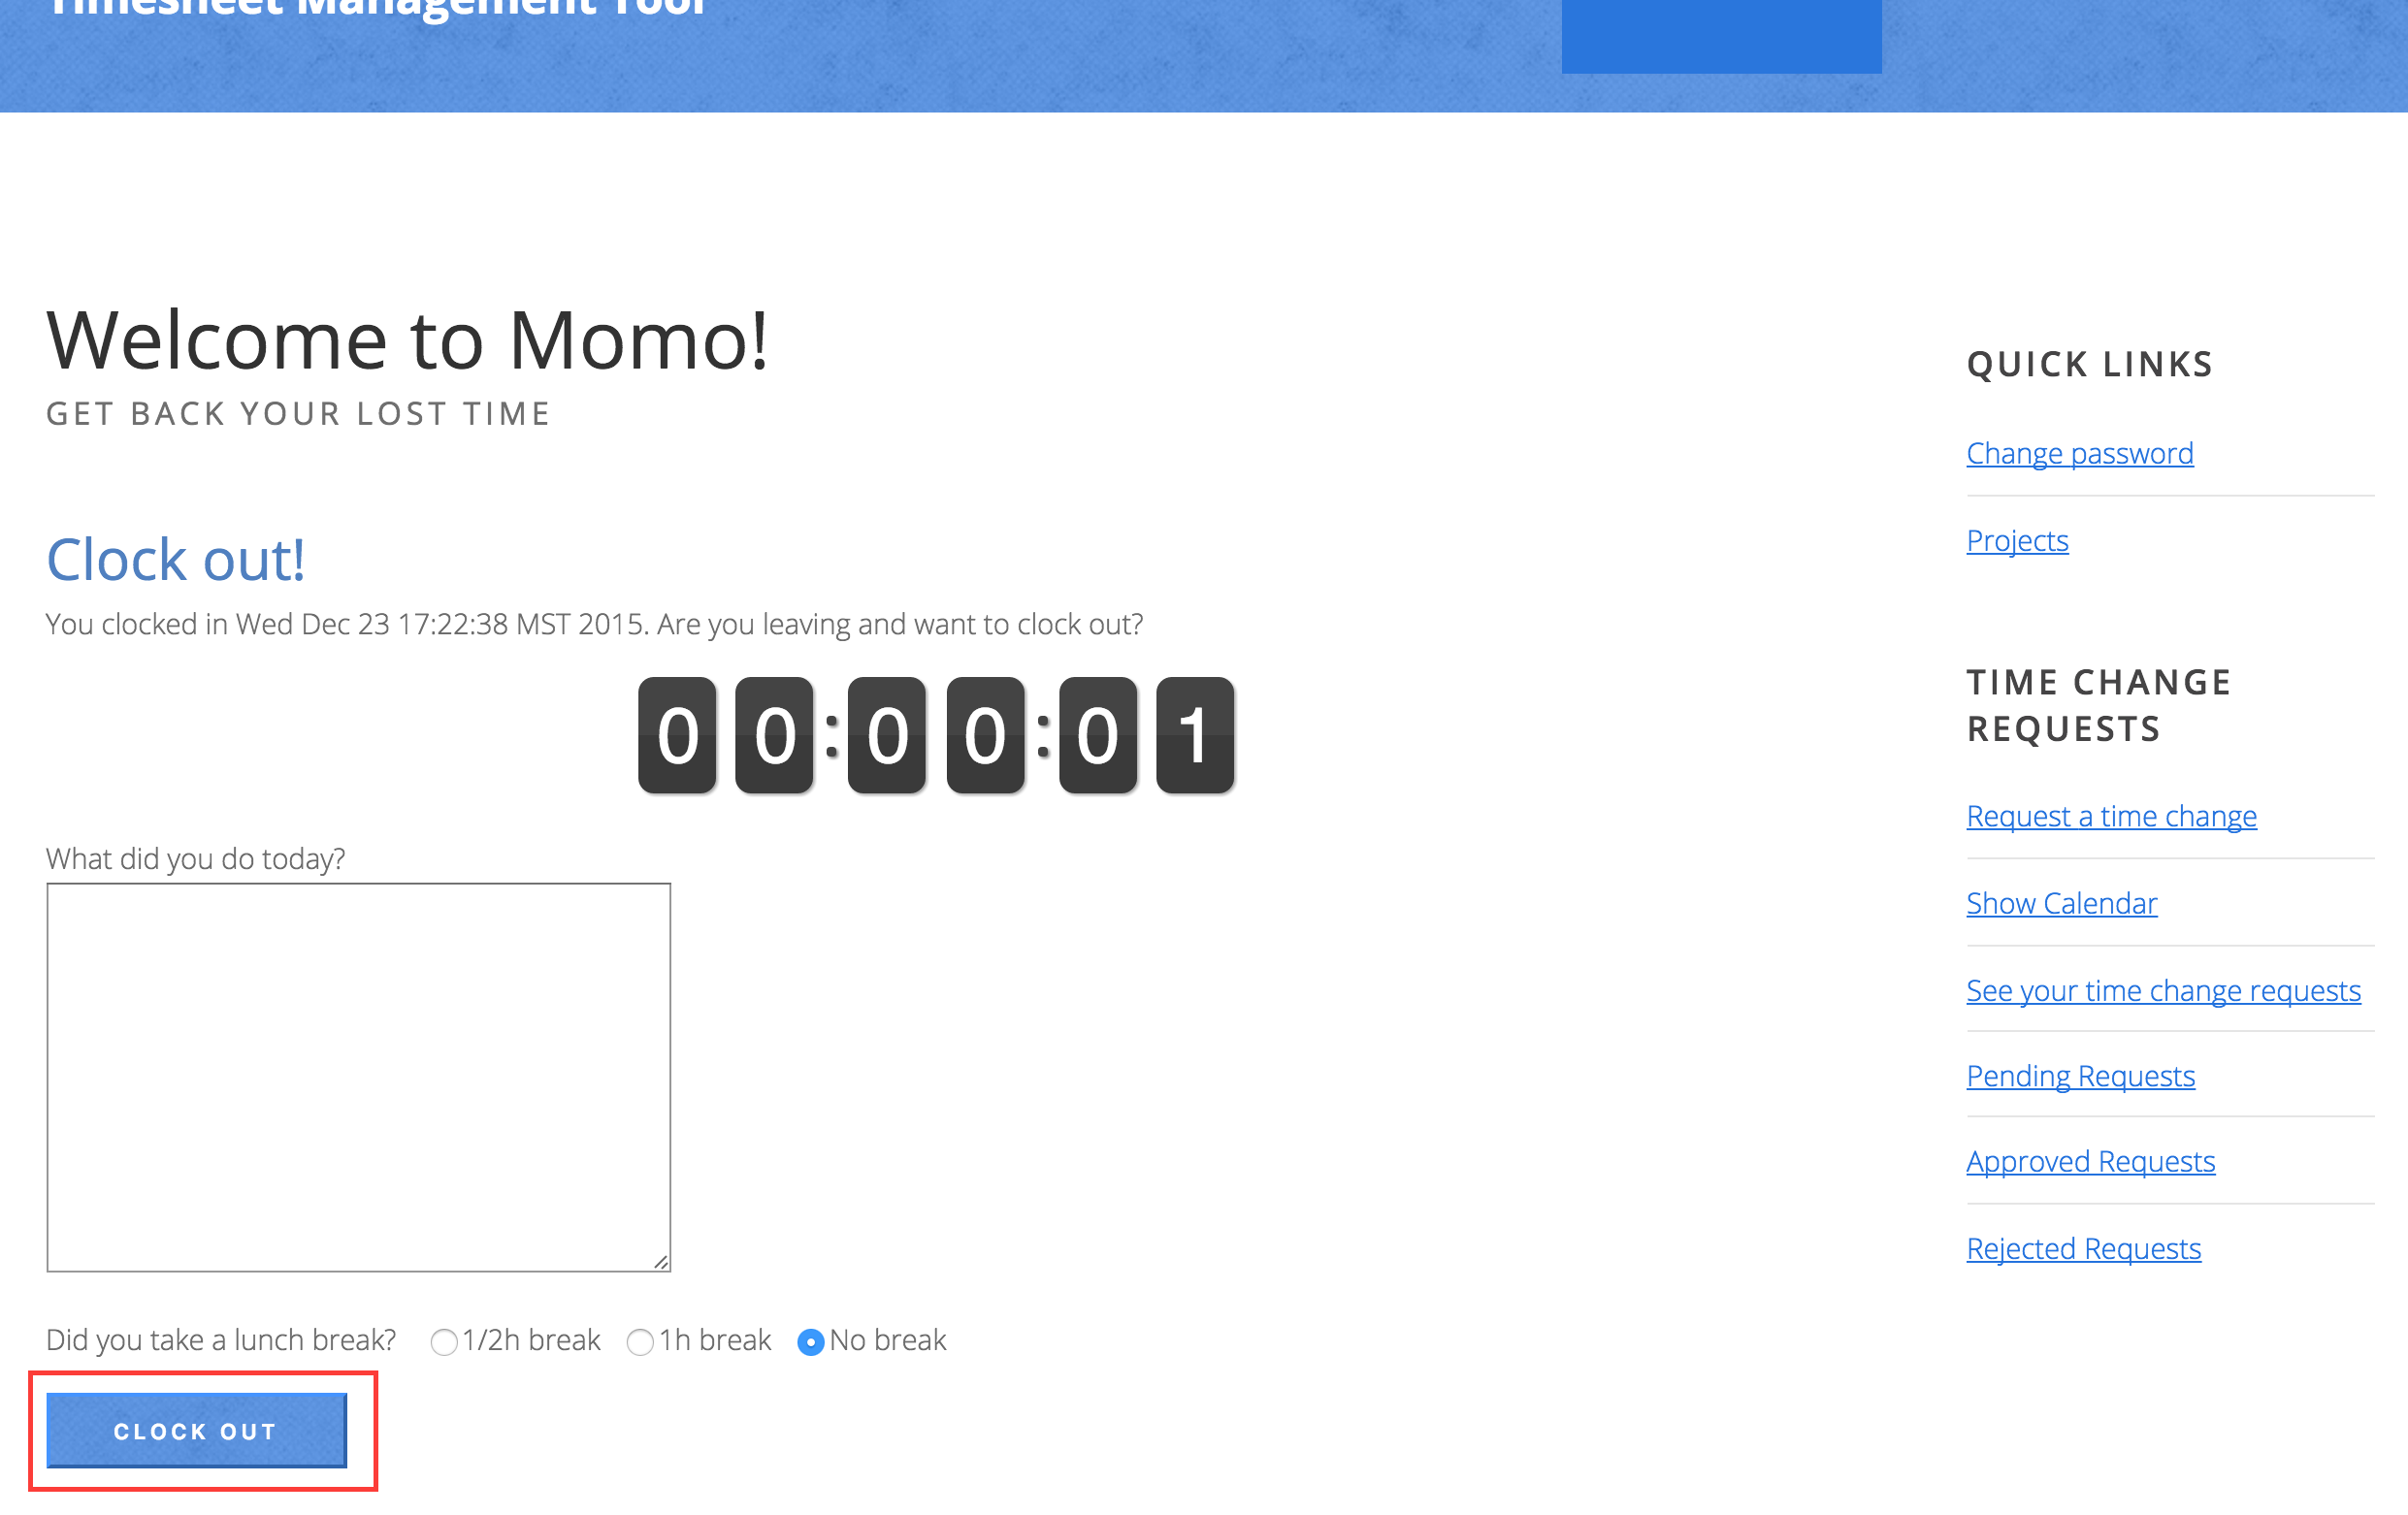 Timesheet Management Tool
Welcome to Momo!
GET BACK YOUR LOST TIME
Clock out!
You clocked in Wed Dec 23 17:22:38 MST 2015. Are you leaving and want to clock out?
00:00:01
What did you do today?
Did you take a lunch break? 1/2h break 1h break No break
CLOCK OUT
QUICK LINKS
Change password
Projects
TIME CHANGE
REQUESTS
Request a time change
Show Calendar
See your time change requests
Pending Requests
Approved Requests
Rejected Requests